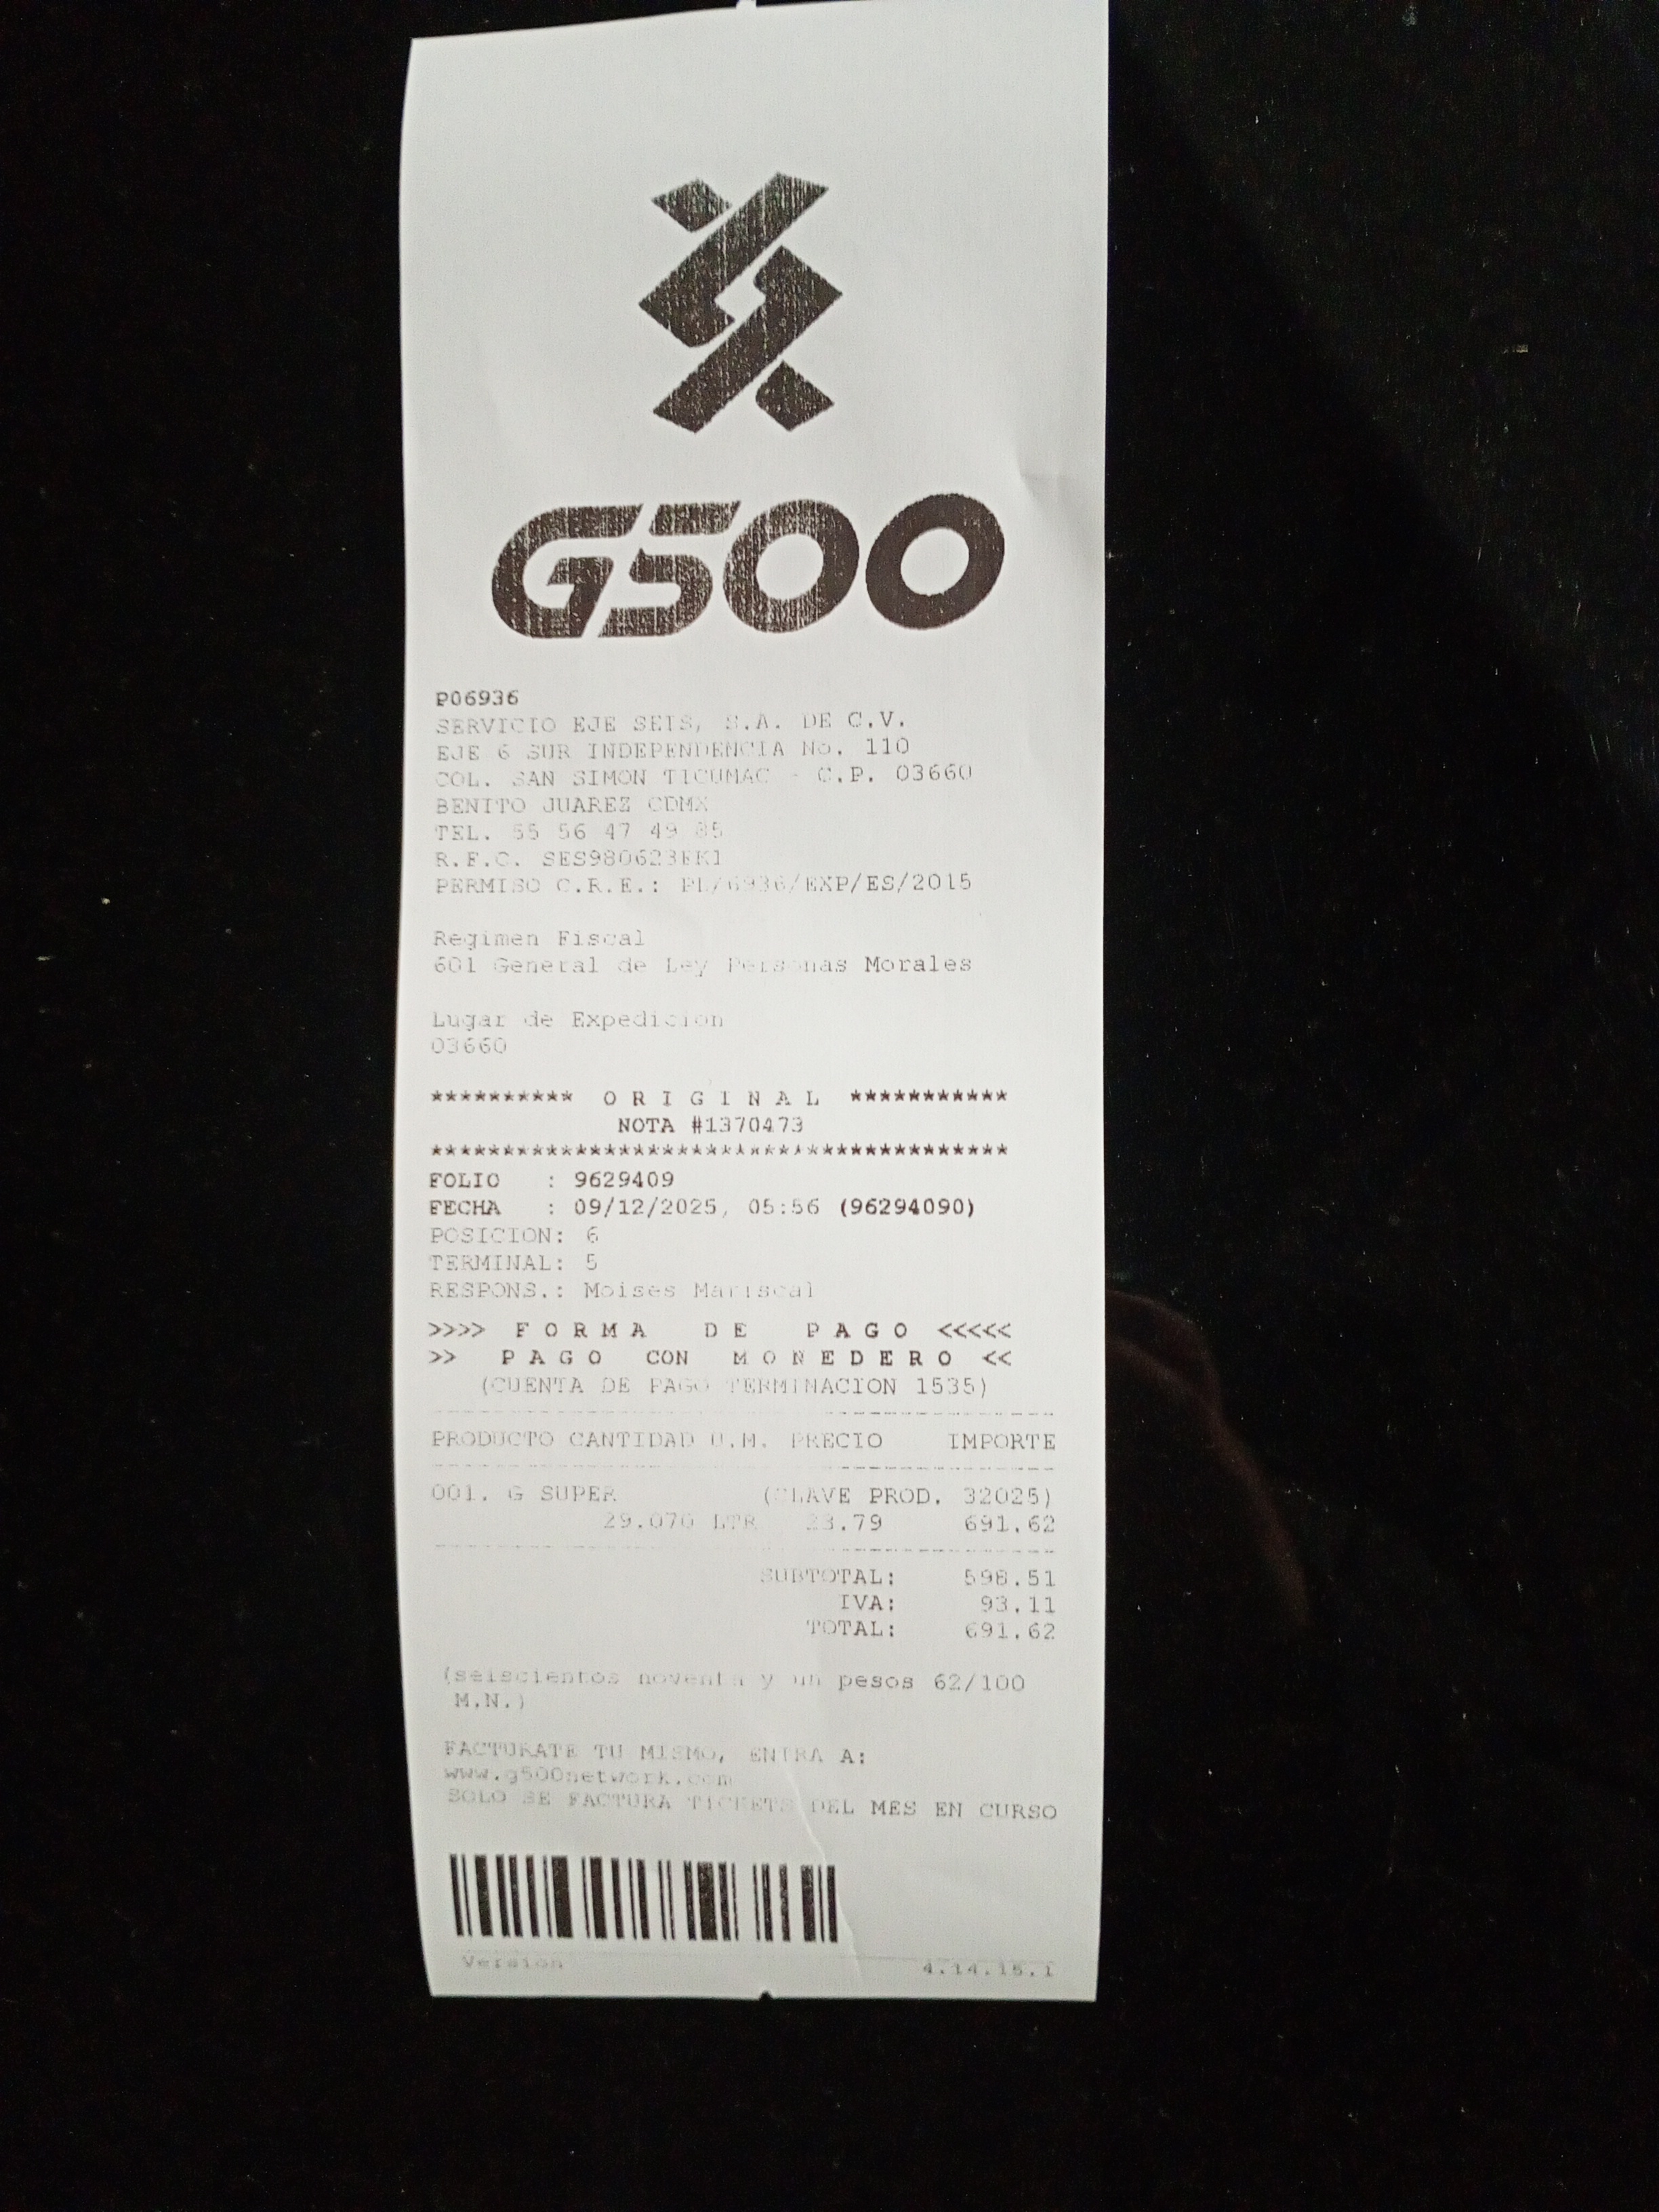 G500
P06936
SERVICIO EJE SEIS, S.A. DE C.V.
EJE 6 SUR INDEPENDENCIA No. 110
COL. SAN SIMON TICUMAC - C.P. 03660
BENITO JUAREZ CDMX
TEL. 55 56 47 49 85
R.F.C. SES980623EK1
PERMISO C.R.E.: PL/6936/EXP/ES/2015
Regimen Fiscal
601 General de Ley Personas Morales
Lugar de Expedicion
03660
********** O R I G I N A L ***********
NOTA #1370473
****************************************
FOLIO : 9629409
FECHA : 09/12/2025, 05:56 (96294090)
POSICION: 6
TERMINAL: 5
RESPONS.: Moises Mariscal
>>>> F O R M A D E P A G O <<<<<
>> P A G O CON M O N E D E R O <<
(CUENTA DE PAGO TERMINACION 1535)
PRODUCTO CANTIDAD U.M. PRECIO IMPORTE
001. G SUPER (CLAVE PROD. 32025)
29.070 LTR 23.79 691.62
SUBTOTAL: 598.51
IVA: 93.11
TOTAL: 691.62
(seiscientos noventa y un pesos 62/100
M.N.)
FACTURATE TU MISMO, ENTRA A:
www.g500network.com
SOLO SE FACTURA TICKETS DEL MES EN CURSO
Version 4.14.15.1